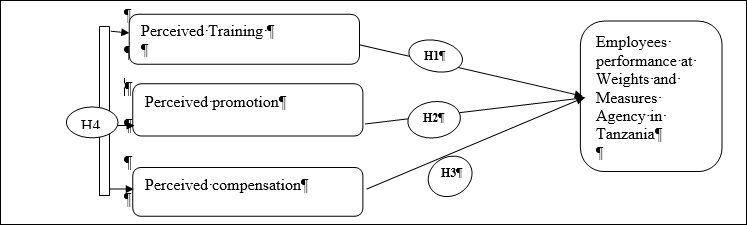 ¶
Perceived·Training·¶
¶
¶
H1¶
Employees·
performance·at·
Weights·and·
Measures·
Agency·in·
Tanzania¶
¶
¶
Perceived·promotion¶
¶
H2¶
H4
¶
Perceived·compensation¶
¶
H3¶